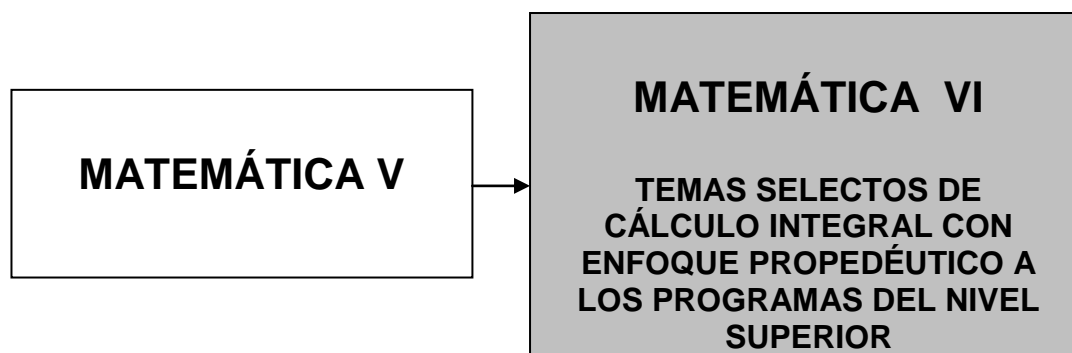 MATEMÁTICA V
MATEMÁTICA VI
TEMAS SELECTOS DE
CÁLCULO INTEGRAL CON
ENFOQUE PROPEDÉUTICO A
LOS PROGRAMAS DEL NIVEL
SUPERIOR